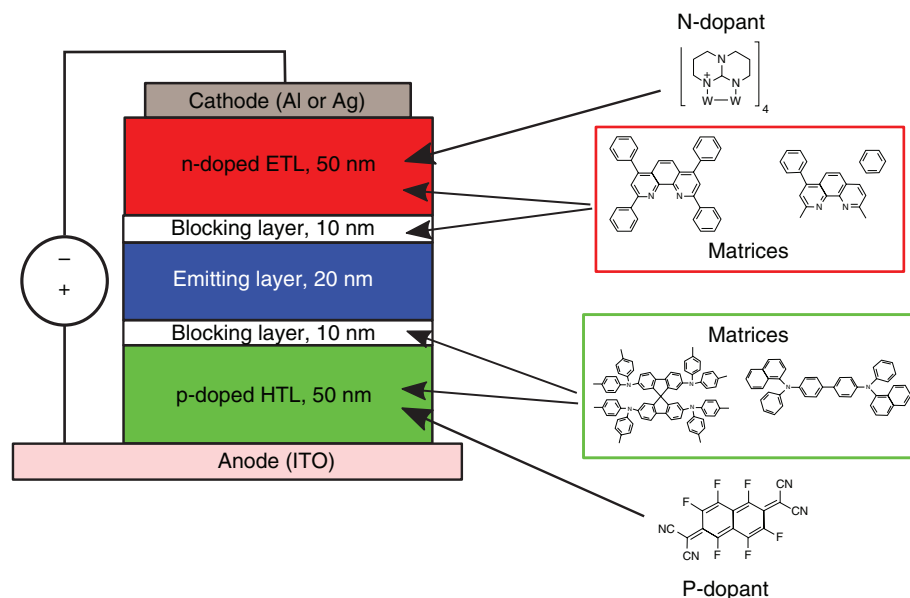 N-dopant
N
N
+
N
W
W
4
Cathode (Al or Ag)
n-doped ETL, 50 nm
N
N
N
N
Matrices
Blocking layer, 10 nm
Emitting layer, 20 nm
−
+
Blocking layer, 10 nm
p-doped HTL, 50 nm
Matrices
N
N
N
N
N
N
Anode (ITO)
F
F
CN
F
CN
NC
F
CN
F
F
P-dopant